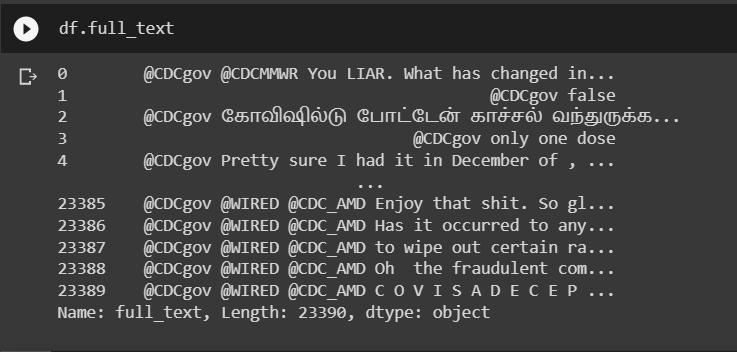 df.full_text
0 @CDCgov @CDCMMWR You LIAR. What has changed in...
1 @CDCgov false
2 @CDCgov கோவிஷில்டு போட்டேன் காச்சல் வந்துருக்க...
3 @CDCgov only one dose
4 @CDCgov Pretty sure I had it in December of , ...
...
23385 @CDCgov @WIRED @CDC_AMD Enjoy that shit. So gl...
23386 @CDCgov @WIRED @CDC_AMD Has it occurred to any...
23387 @CDCgov @WIRED @CDC_AMD to wipe out certain ra...
23388 @CDCgov @WIRED @CDC_AMD Oh  the fraudulent com...
23389 @CDCgov @WIRED @CDC_AMD C O V I S A D E C E P ...
Name: full_text, Length: 23390, dtype: object